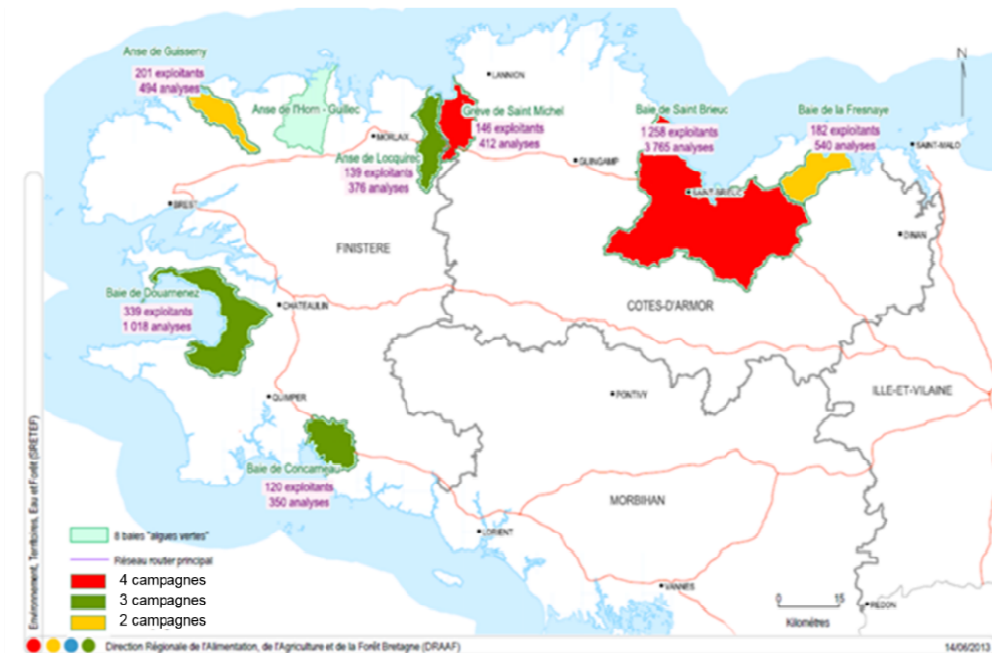 Anse de Guisseny
201 exploitants
494 analyses
Anse de l'Horn - Guillec
LANNION
N
Grève de Saint Michel
146 exploitants
412 analyses
Baie de Saint Brieuc
1 258 exploitants
3 765 analyses
Baie de la Fresnaye
182 exploitants
540 analyses
SAINT-MALO
MORLAIX
Anse de Locquirec
139 exploitants
376 analyses
GUINGAMP
SAINT-BRIEUC
BREST
DINAN
FINISTERE
Baie de Douarnenez
339 exploitants
1 018 analyses
CHATEAULIN
COTES-D'ARMOR
QUIMPER
PONTIVY
ILLE-ET-VILAINE
Baie de Concarneau
120 exploitants
350 analyses
MORBIHAN
LORIENT
VANNES
REDON
8 baies "algues vertes"
Réseau routier principal
4 campagnes
3 campagnes
2 campagnes
0 15
Kilomètres
Environnement, Territoires, Eau et Forêt (SRETEF)
Direction Régionale de l'Alimentation, de l'Agriculture et de la Forêt Bretagne (DRAAF)
14/06/2013